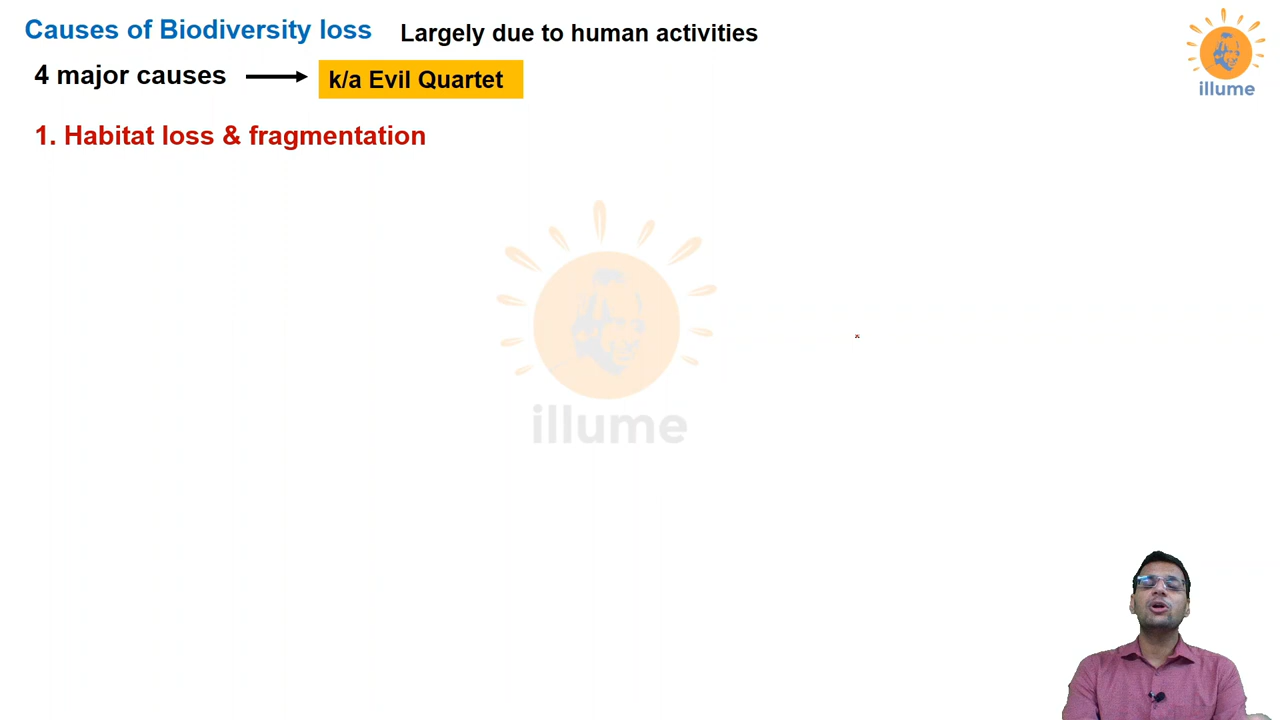 Causes of Biodiversity loss Largely due to human activities
4 major causes k/a Evil Quartet
1. Habitat loss & fragmentation
illume
illume